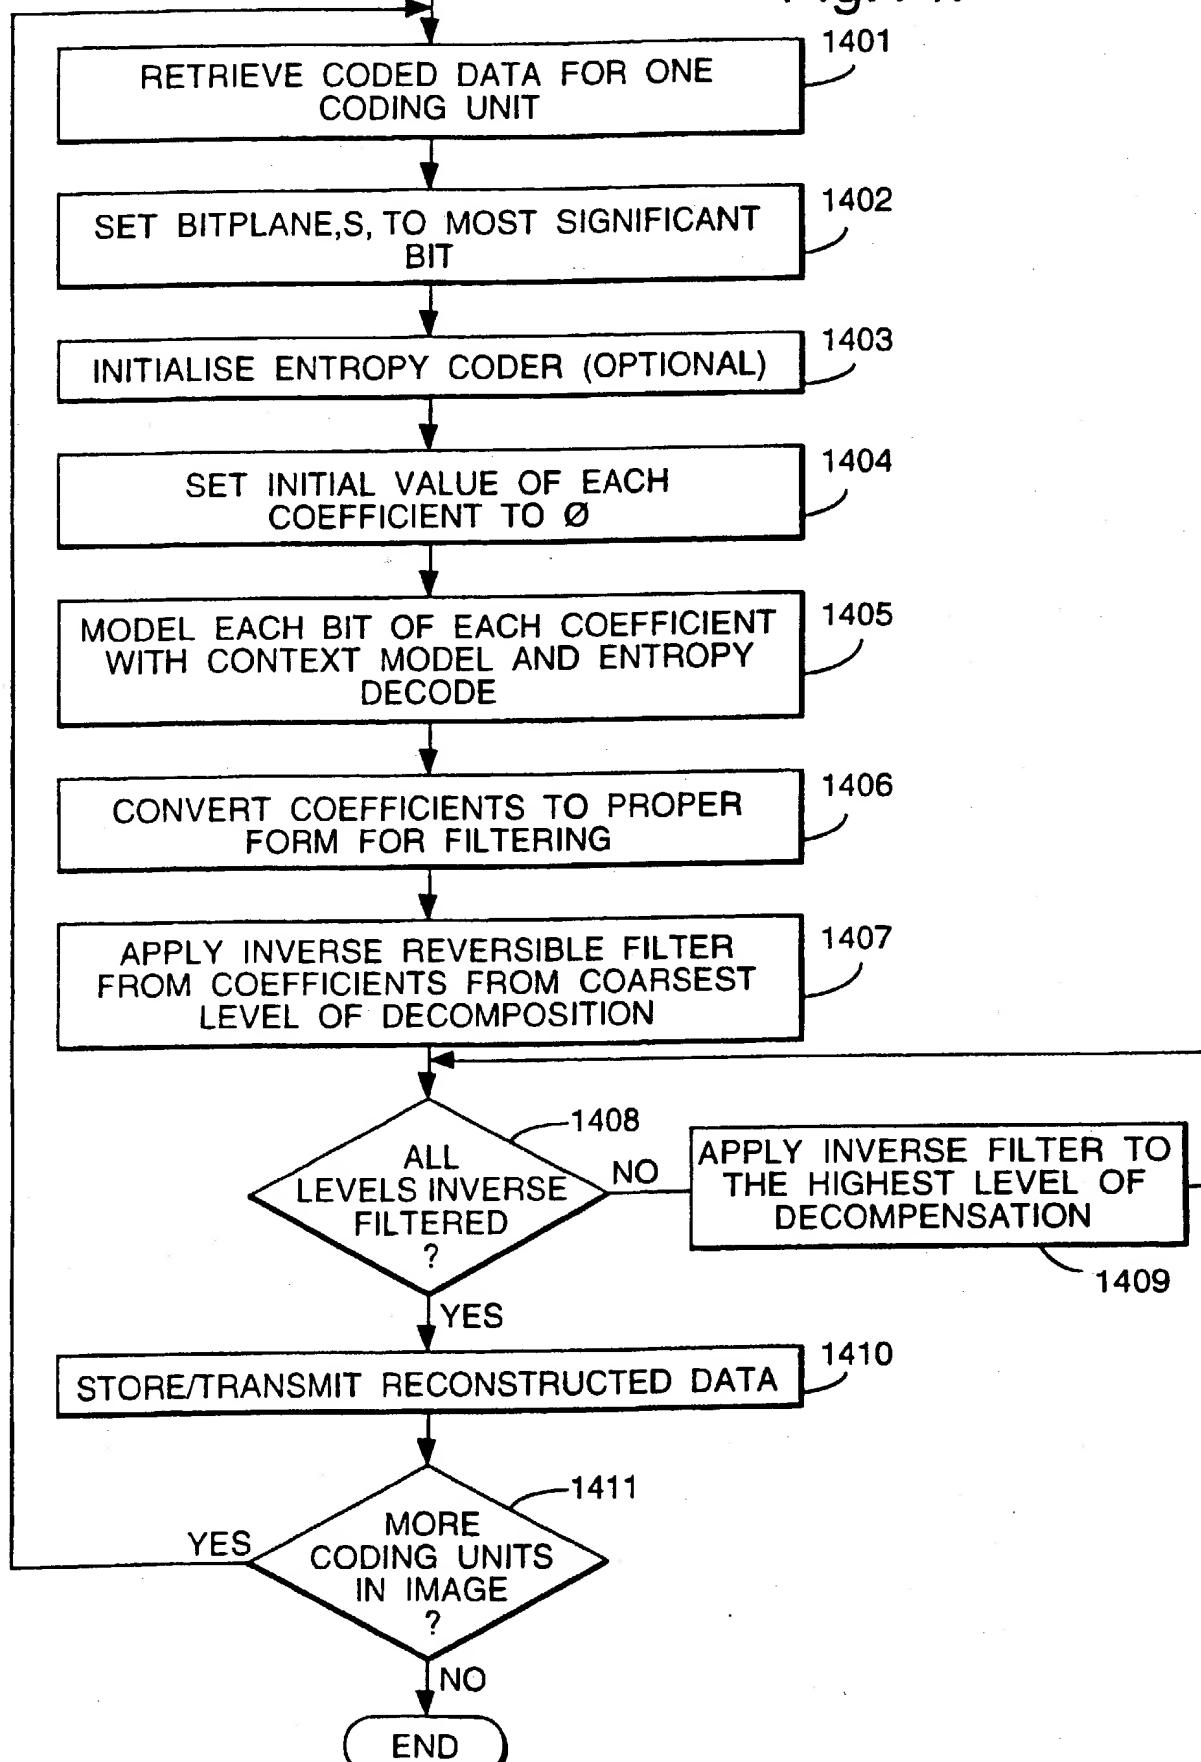 1401
RETRIEVE CODED DATA FOR ONE
CODING UNIT
1402
SET BITPLANE,S, TO MOST SIGNIFICANT
BIT
1403
INITIALISE ENTROPY CODER (OPTIONAL)
1404
SET INITIAL VALUE OF EACH
COEFFICIENT TO Ø
1405
MODEL EACH BIT OF EACH COEFFICIENT
WITH CONTEXT MODEL AND ENTROPY
DECODE
1406
CONVERT COEFFICIENTS TO PROPER
FORM FOR FILTERING
1407
APPLY INVERSE REVERSIBLE FILTER
FROM COEFFICIENTS FROM COARSEST
LEVEL OF DECOMPOSITION
1408
ALL
LEVELS INVERSE
FILTERED
?
NO
APPLY INVERSE FILTER TO
THE HIGHEST LEVEL OF
DECOMPENSATION
1409
YES
1410
STORE/TRANSMIT RECONSTRUCTED DATA
1411
MORE
CODING UNITS
IN IMAGE
?
YES
NO
END